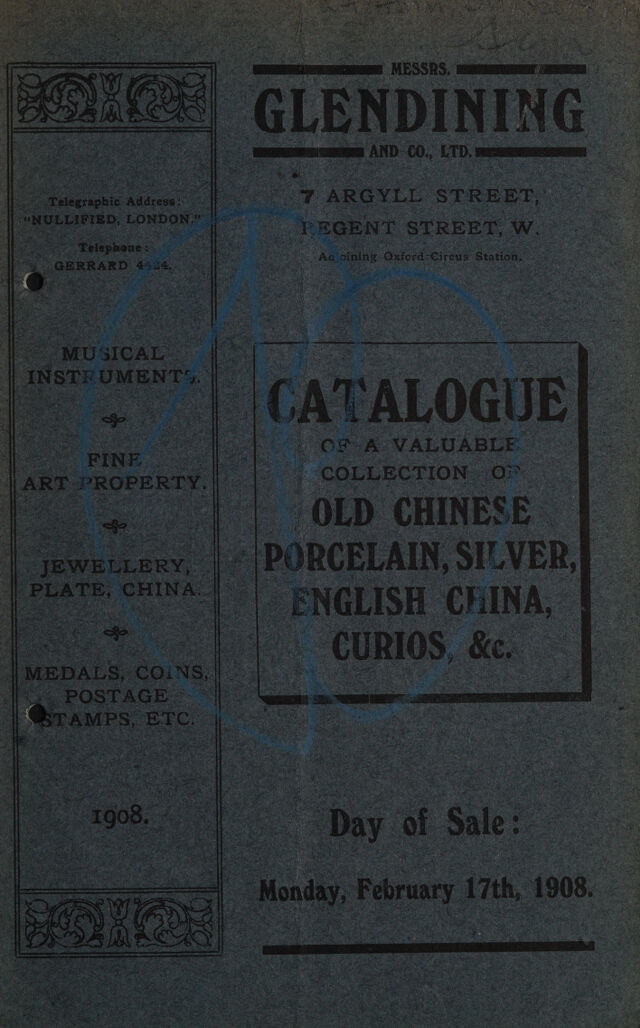 MESSRS.
GLENDINING
AND CO., LTD.
7 ARGYLL STREET,
REGENT STREET, W.
Adjoining Oxford Circus Station.
Telegraphic Address:
"NULLIFIED, LONDON."
Telephone:
GERRARD 4424.
MUSICAL
INSTRUMENTS.
FINE
ART PROPERTY.
JEWELLERY,
PLATE, CHINA.
MEDALS, COINS,
POSTAGE
STAMPS, ETC.
1908.
CATALOGUE
OF A VALUABLE
COLLECTION OF
OLD CHINESE
PORCELAIN, SILVER,
ENGLISH CHINA,
CURIOS, &c.
Day of Sale:
Monday, February 17th, 1908.